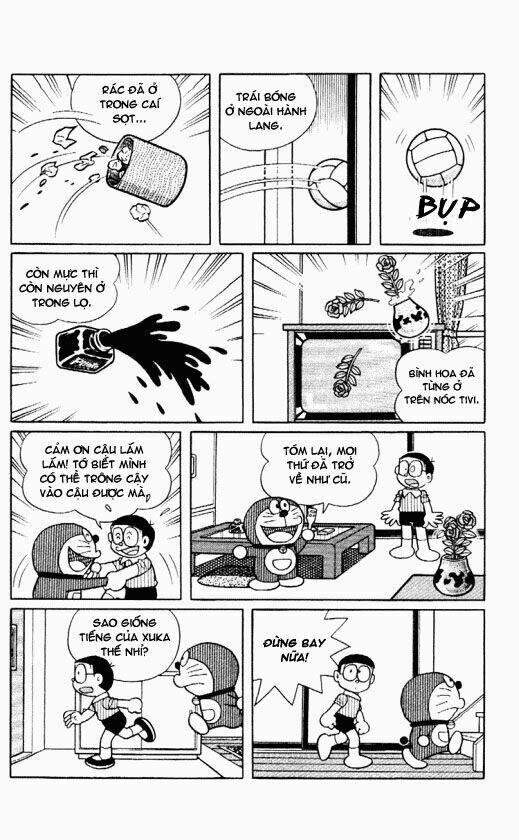 RÁC ĐÃ Ở
TRONG CAÍ
SỌT...
TRÁI BÓNG
Ở NGOÀI HÀNH
LANG.
BỤP
CÒN MỰC THÌ
CÒN NGUYÊN Ở
TRONG LỌ.
BÌNH HOA ĐÃ
TỪNG Ở
TRÊN NÓC TIVI.
CẢM ƠN CẬU LẮM
LẮM! TỚ BIẾT MÌNH
CÓ THỂ TRÔNG CẬY
VÀO CẬU ĐƯỢC MÀ,
TÓM LẠI, MỌI
THỨ ĐÃ TRỞ
VỀ NHƯ CŨ.
SAO GIỐNG
TIẾNG CỦA XUKA
THẾ NHỈ?
ĐỪNG BAY
NỮA!